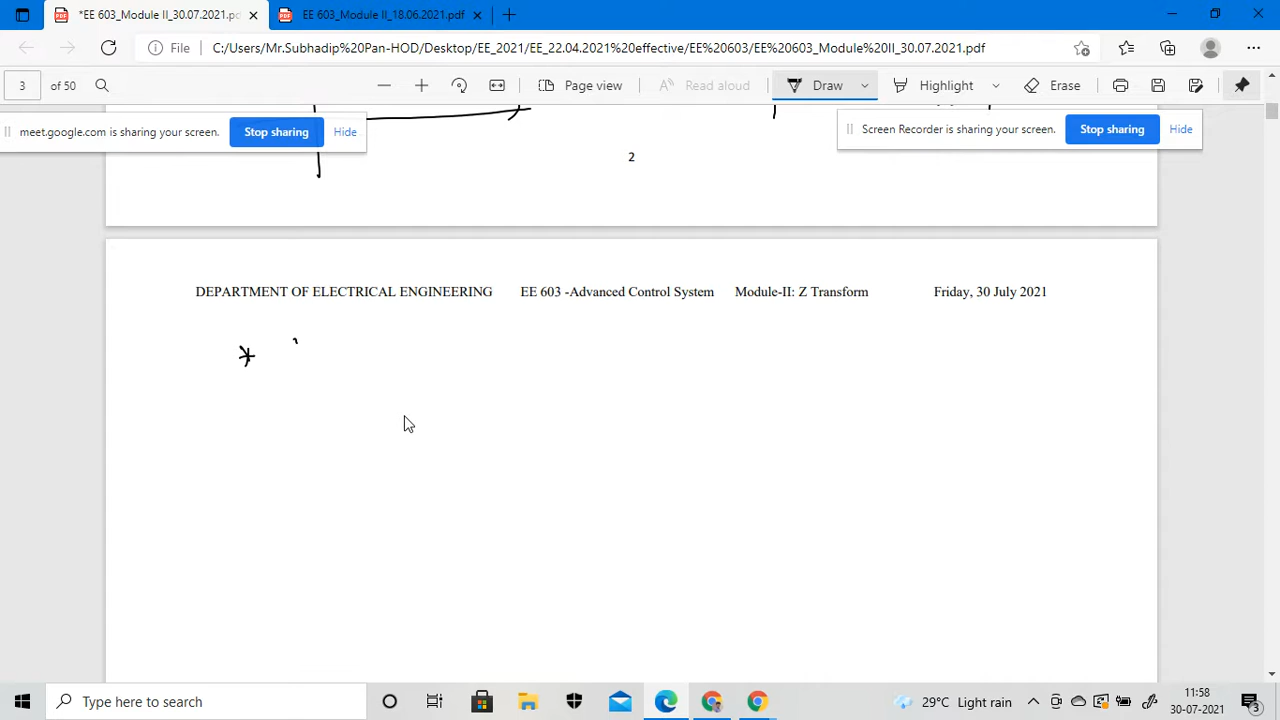 *EE 603_Module II_30.07.2021.pd
EE 603_Module II_18.06.2021.pdf
File C:/Users/Mr.Subhadip%20Pan-HOD/Desktop/EE_2021/EE_22.04.2021%20effective/EE%20603/EE%20603_Module%20II_30.07.2021.pdf
3 of 50 Page view Read aloud Draw Highlight Erase
meet.google.com is sharing your screen. Stop sharing Hide
Screen Recorder is sharing your screen. Stop sharing Hide
2
DEPARTMENT OF ELECTRICAL ENGINEERING EE 603 -Advanced Control System Module-II: Z Transform Friday, 30 July 2021
*
Type here to search 29°C Light rain 11:58
30-07-2021 3